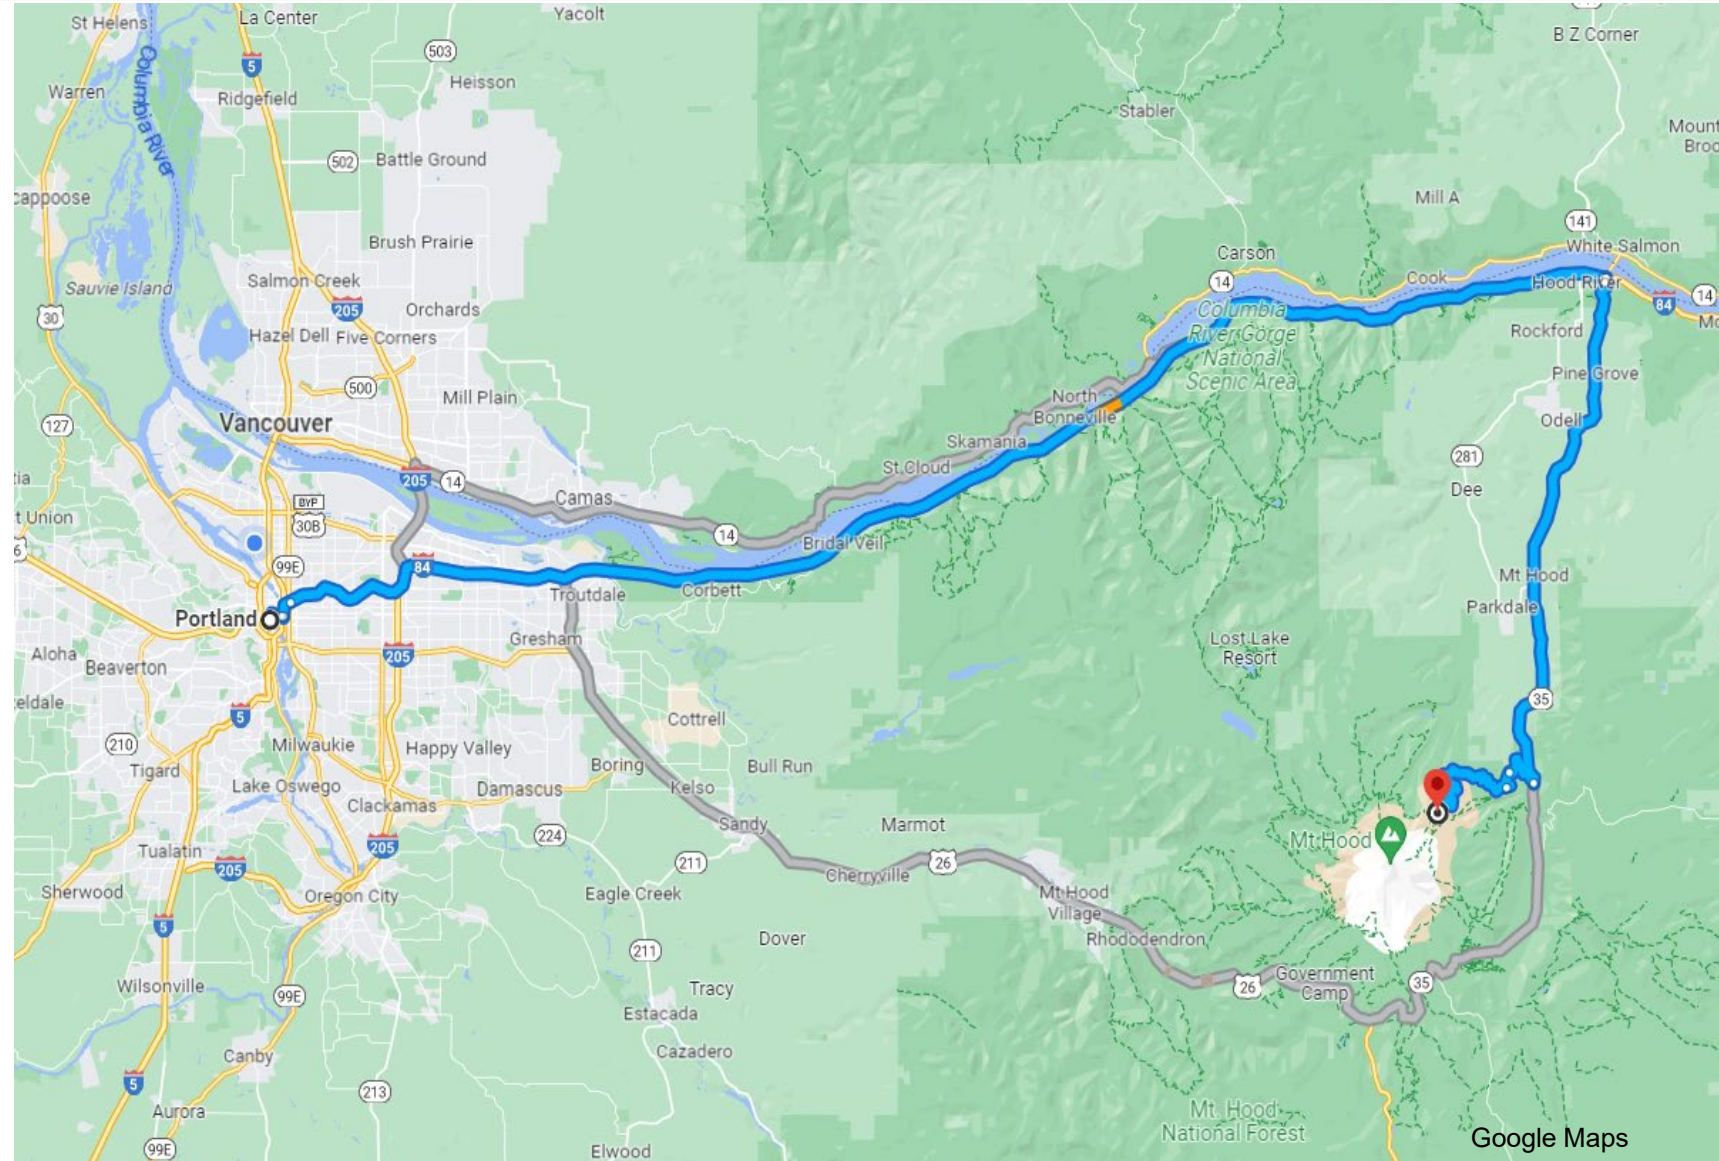 St Helens
La Center
Yacolt
503
B Z Corner
5
Columbia River
Warren
Ridgefield
Heisson
Stabler
Mount
Broo
502
Battle Ground
cappoose
Mill A
141
Brush Prairie
White Salmon
Carson
Sauvie Island
Salmon Creek
14
Cook
Hood River
84
14
205
30
Orchards
Hazel Dell
Five Corners
Columbia
River Gorge
National
Scenic Area
Rockford
500
Mill Plain
Pine Grove
127
Vancouver
North
Bonneville
Odell
Skamania
281
St Cloud
Dee
205
14
Camas
BYP
30B
t Union
14
Bridal Veil
6
99E
84
Troutdale
Corbett
Mt Hood
Parkdale
Portland
Gresham
Lost Lake
Resort
Aloha
205
Beaverton
35
5
Cottrell
210
Milwaukie
Happy Valley
Tigard
Boring
Bull Run
Lake Oswego
Damascus
Kelso
Clackamas
Sandy
Marmot
224
Mt Hood
Tualatin
205
205
211
26
Cherryville
Sherwood
Oregon City
Eagle Creek
Mt Hood
Village
5
Dover
Rhododendron
211
Wilsonville
Tracy
26
Government
Camp
35
99E
Estacada
Canby
Cazadero
5
213
Aurora
Mt. Hood
National Forest
99E
Elwood
Google Maps